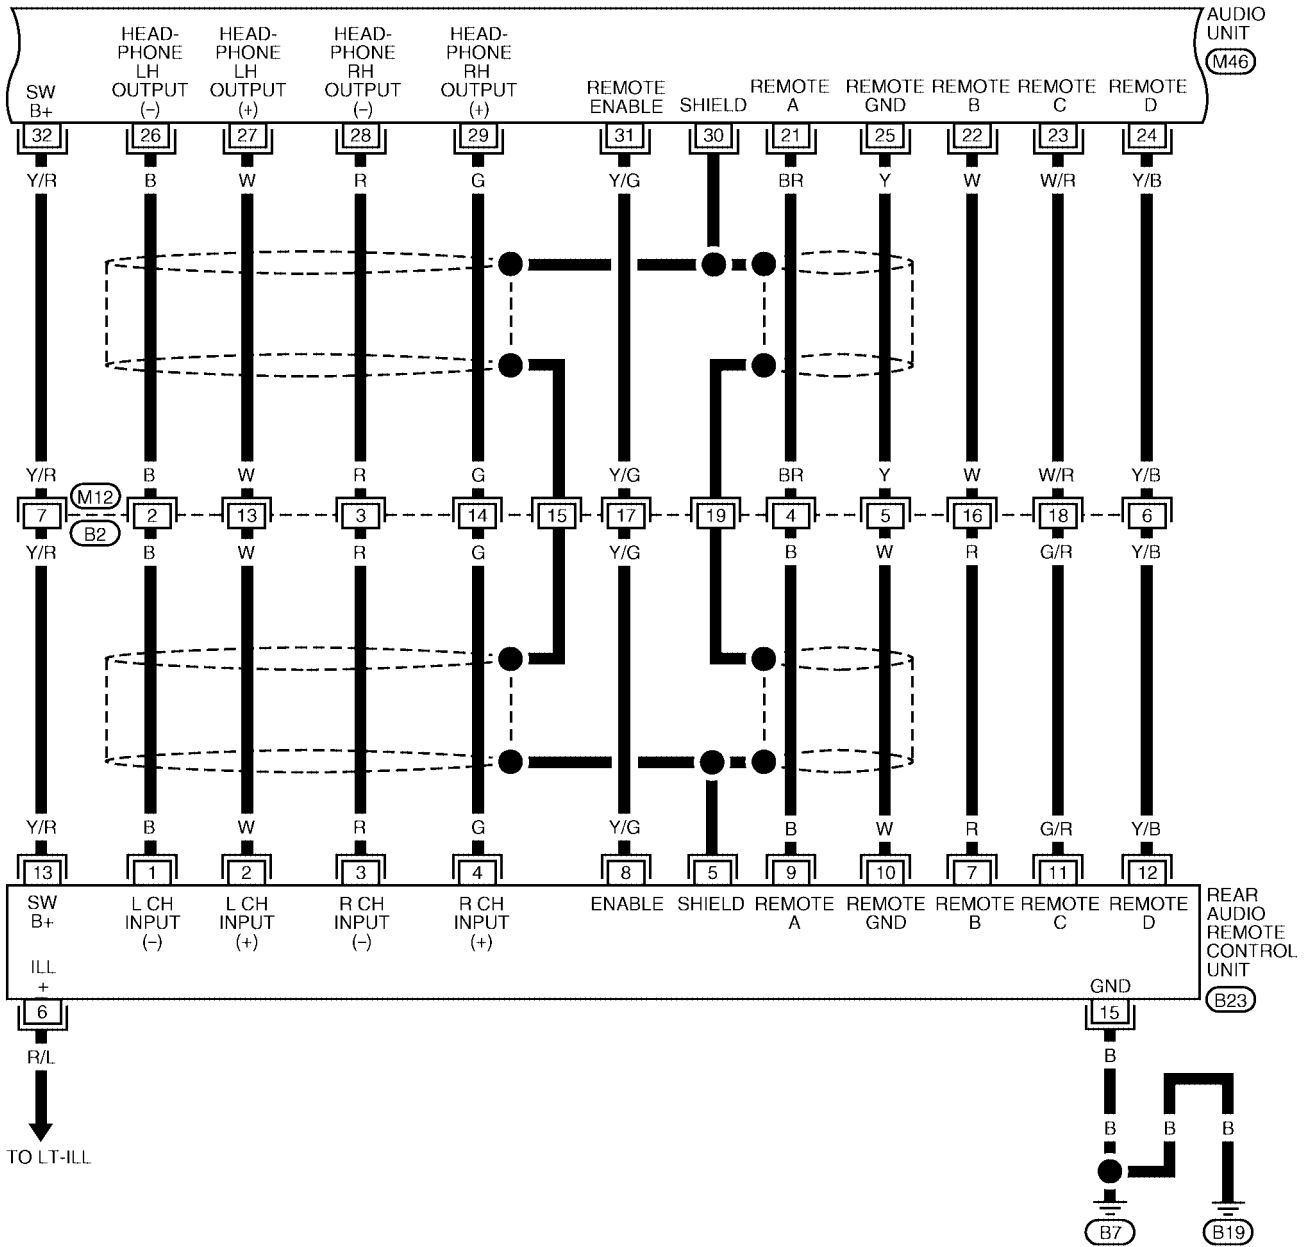 AUDIO
UNIT
M46
SW
B+
HEAD-
PHONE
LH
OUTPUT
(–)
HEAD-
PHONE
LH
OUTPUT
(+)
HEAD-
PHONE
RH
OUTPUT
(–)
HEAD-
PHONE
RH
OUTPUT
(+)
REMOTE
ENABLE
SHIELD
REMOTE
A
REMOTE
GND
REMOTE
B
REMOTE
C
REMOTE
D
32 26 27 28 29 31 30 21 25 22 23 24
Y/R B W R G Y/G BR Y W W/R Y/B
Y/R B W R G Y/G BR Y W W/R Y/B
M12
7 2 13 3 14 15 17 19 4 5 16 18 6
B2
Y/R B W R G Y/G B W R G/R Y/B
Y/R B W R G Y/G B W R G/R Y/B
13 1 2 3 4 8 5 9 10 7 11 12
SW
B+
L CH
INPUT
(–)
L CH
INPUT
(+)
R CH
INPUT
(–)
R CH
INPUT
(+)
ENABLE
SHIELD
REMOTE
A
REMOTE
GND
REMOTE
B
REMOTE
C
REMOTE
D
REAR
AUDIO
REMOTE
CONTROL
UNIT
B23
ILL
+
GND
6
15
R/L
B
TO LT-ILL
B B B
B7 B19